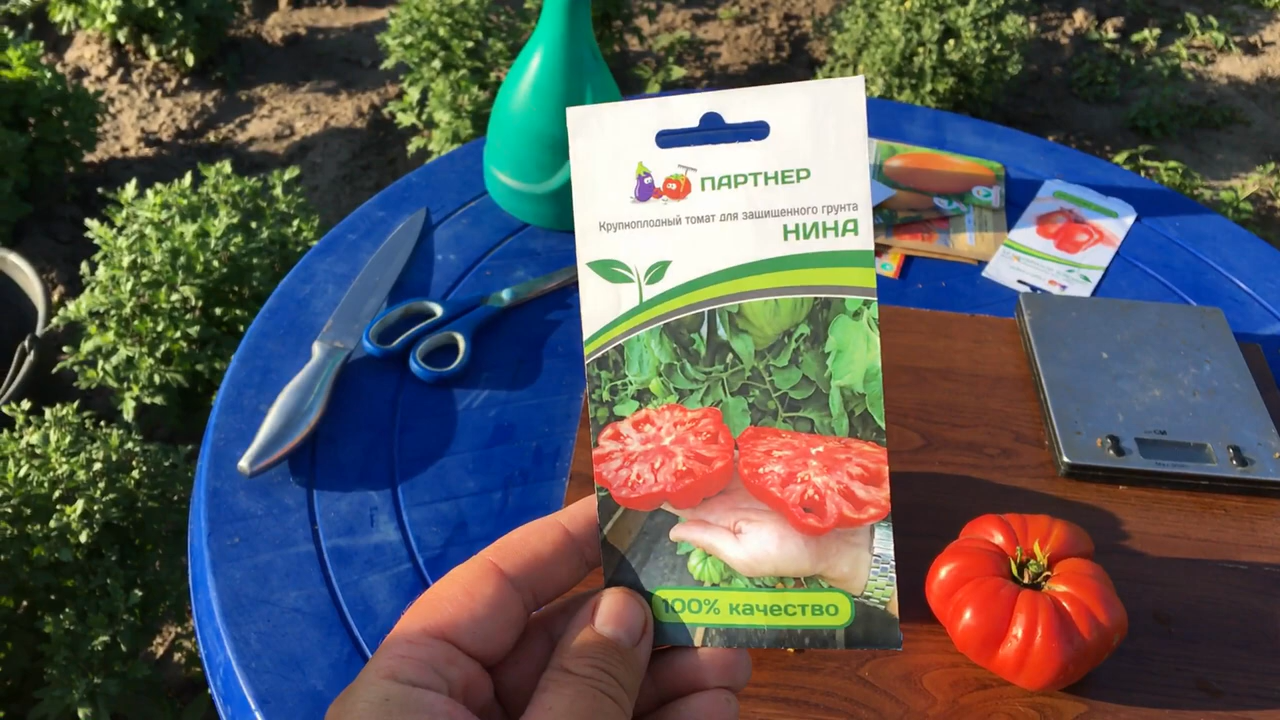 ПАРТНЕР
Крупноплодный томат для защищенного грунта
НИНА
100% качество